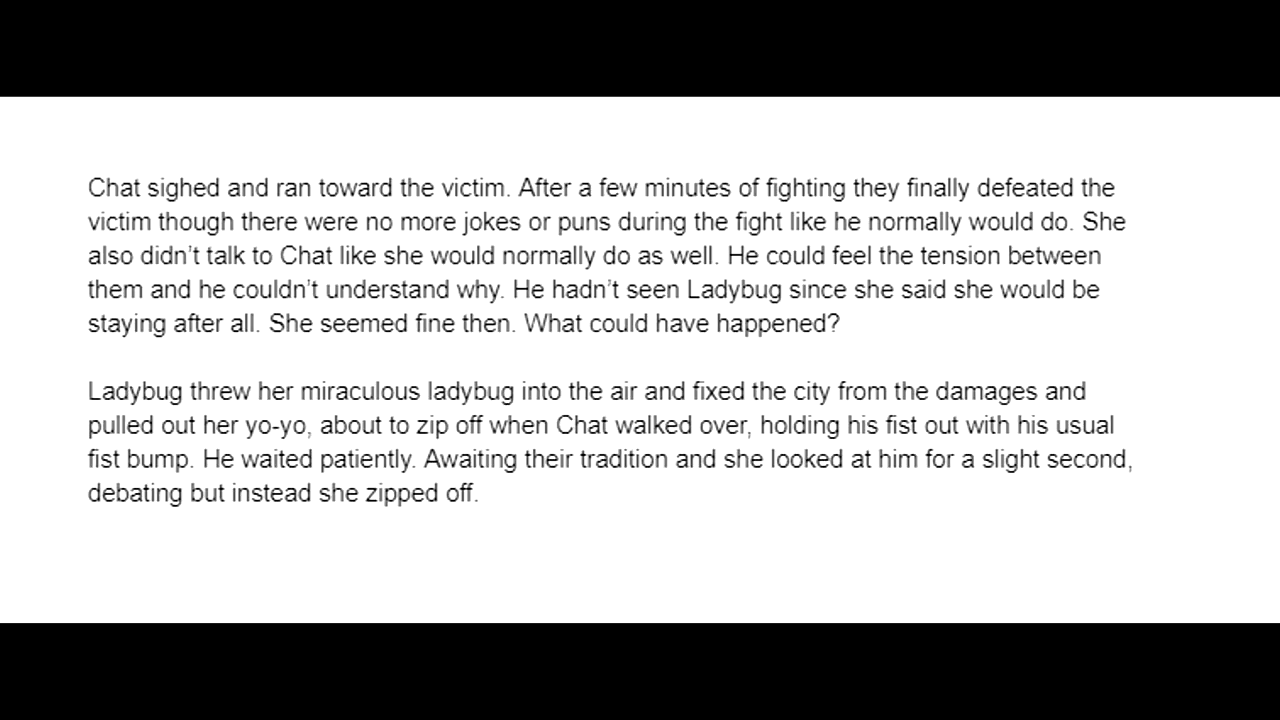 Chat sighed and ran toward the victim. After a few minutes of fighting they finally defeated the
victim though there were no more jokes or puns during the fight like he normally would do. She
also didn’t talk to Chat like she would normally do as well. He could feel the tension between
them and he couldn’t understand why. He hadn’t seen Ladybug since she said she would be
staying after all. She seemed fine then. What could have happened?
Ladybug threw her miraculous ladybug into the air and fixed the city from the damages and
pulled out her yo-yo, about to zip off when Chat walked over, holding his fist out with his usual
fist bump. He waited patiently. Awaiting their tradition and she looked at him for a slight second,
debating but instead she zipped off.